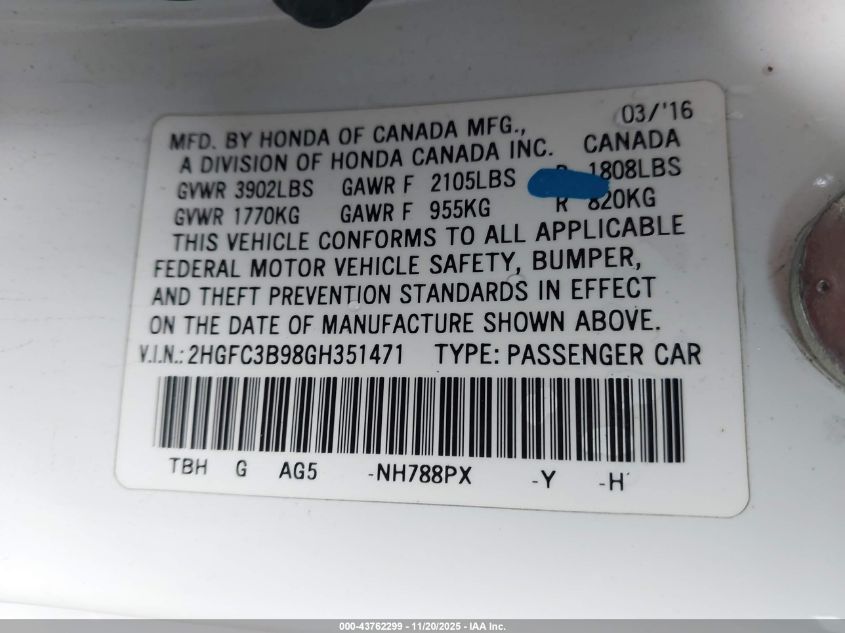 03/'16
MFD. BY HONDA OF CANADA MFG.,
A DIVISION OF HONDA CANADA INC. CANADA
GVWR 3902LBS GAWR F 2105LBS 1808LBS
GVWR 1770KG GAWR F 955KG R 820KG
THIS VEHICLE CONFORMS TO ALL APPLICABLE
FEDERAL MOTOR VEHICLE SAFETY, BUMPER,
AND THEFT PREVENTION STANDARDS IN EFFECT
ON THE DATE OF MANUFACTURE SHOWN ABOVE.
V.I.N.: 2HGFC3B98GH351471 TYPE: PASSENGER CAR
TBH G AG5 -NH788PX -Y -H
000-43762299 - 11/20/2025 - IAA Inc.